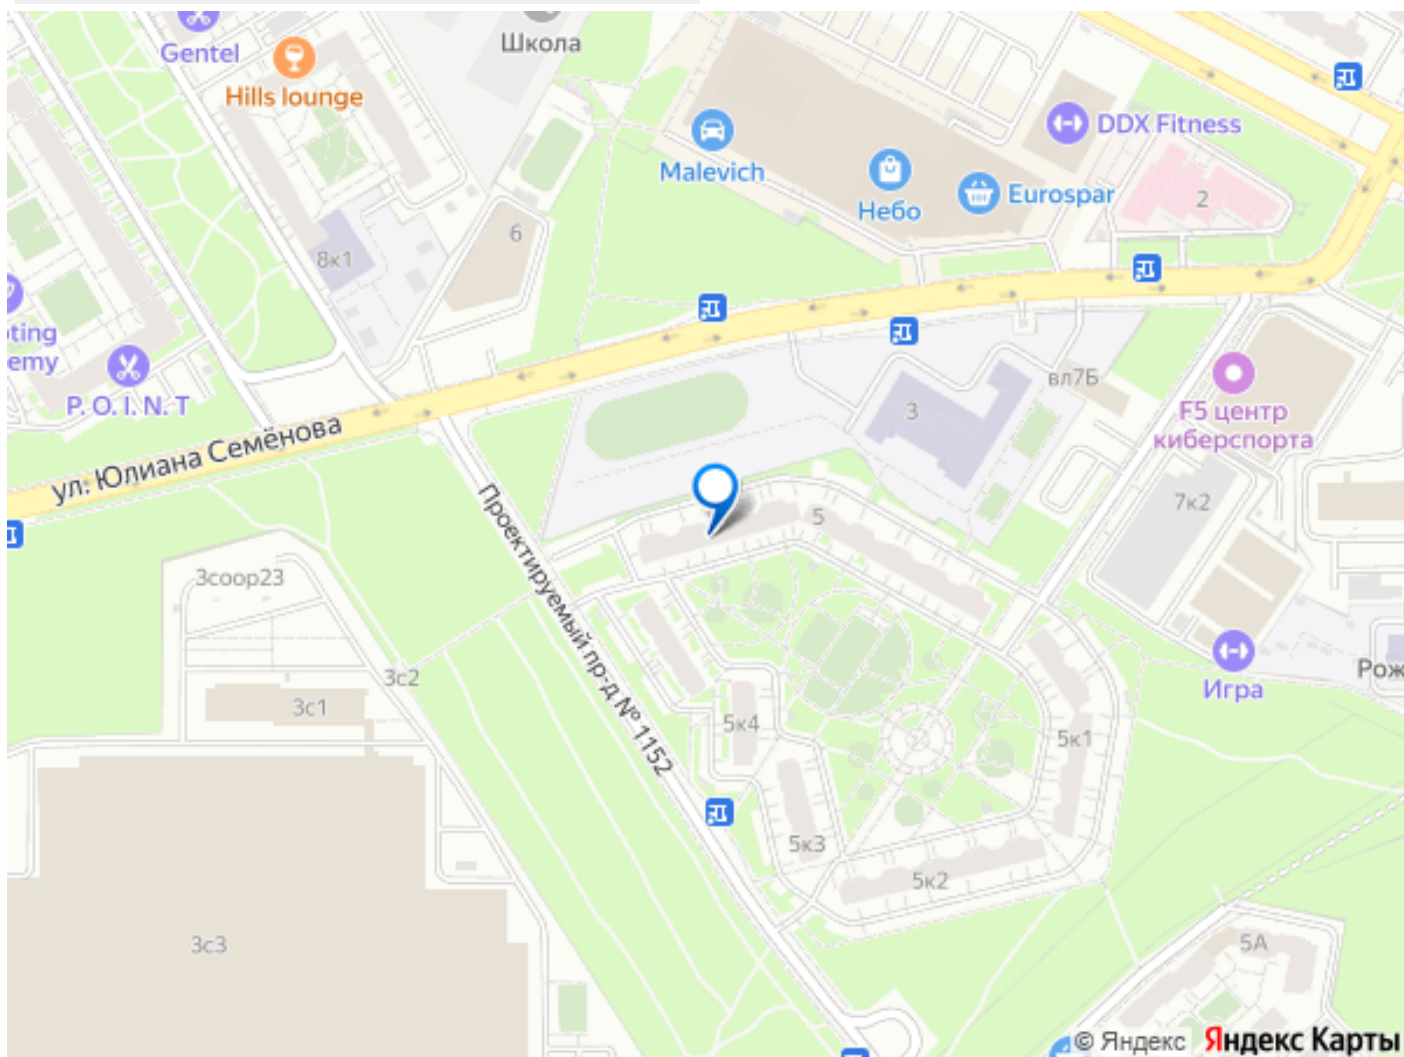 Gentel
Школа
Hills lounge
DDX Fitness
Malevich
Небо
Eurospar
2
6
8к1
ting
emy
P. O. I. N. T
вл7Б
3
F5 центр
киберспорта
ул. Юлиана Семёнова
Проектируемый пр-д № 1152
5
7к2
3соор23
3с2
3с1
Рож
Игра
5к4
5к1
5к3
5к2
3с3
5А
© Яндекс Яндекс Карты